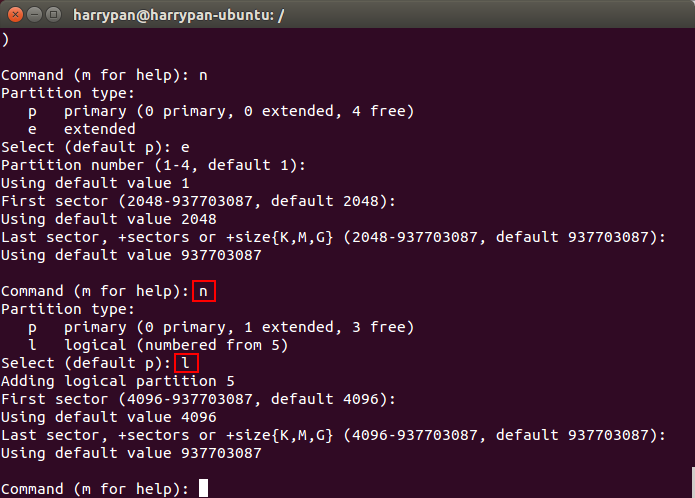 harrypan@harrypan-ubuntu: /
)
Command (m for help): n
Partition type:
   p   primary (0 primary, 0 extended, 4 free)
   e   extended
Select (default p): e
Partition number (1-4, default 1):
Using default value 1
First sector (2048-937703087, default 2048):
Using default value 2048
Last sector, +sectors or +size{K,M,G} (2048-937703087, default 937703087):
Using default value 937703087
Command (m for help): n
Partition type:
   p   primary (0 primary, 1 extended, 3 free)
   l   logical (numbered from 5)
Select (default p): l
Adding logical partition 5
First sector (4096-937703087, default 4096):
Using default value 4096
Last sector, +sectors or +size{K,M,G} (4096-937703087, default 937703087):
Using default value 937703087
Command (m for help):